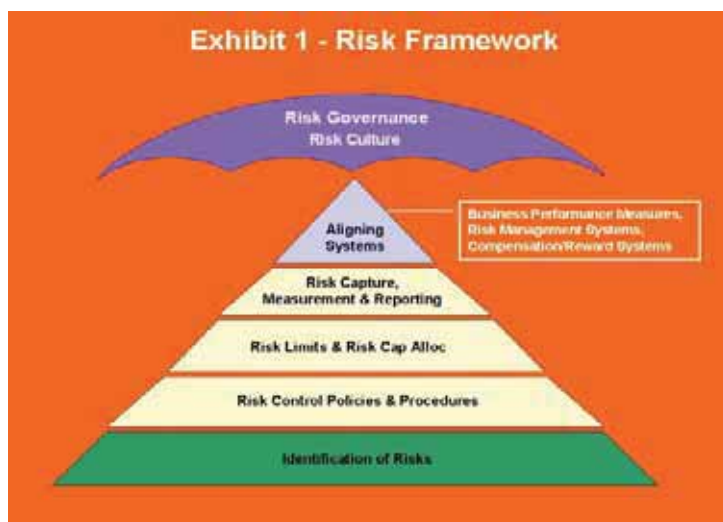 Exhibit 1 - Risk Framework
Risk Governance
Risk Culture
Aligning
Systems
Business Performance Measures,
Risk Management Systems,
Compensation/Reward Systems
Risk Capture,
Measurement & Reporting
Risk Limits & Risk Cap Alloc
Risk Control Policies & Procedures
Identification of Risks